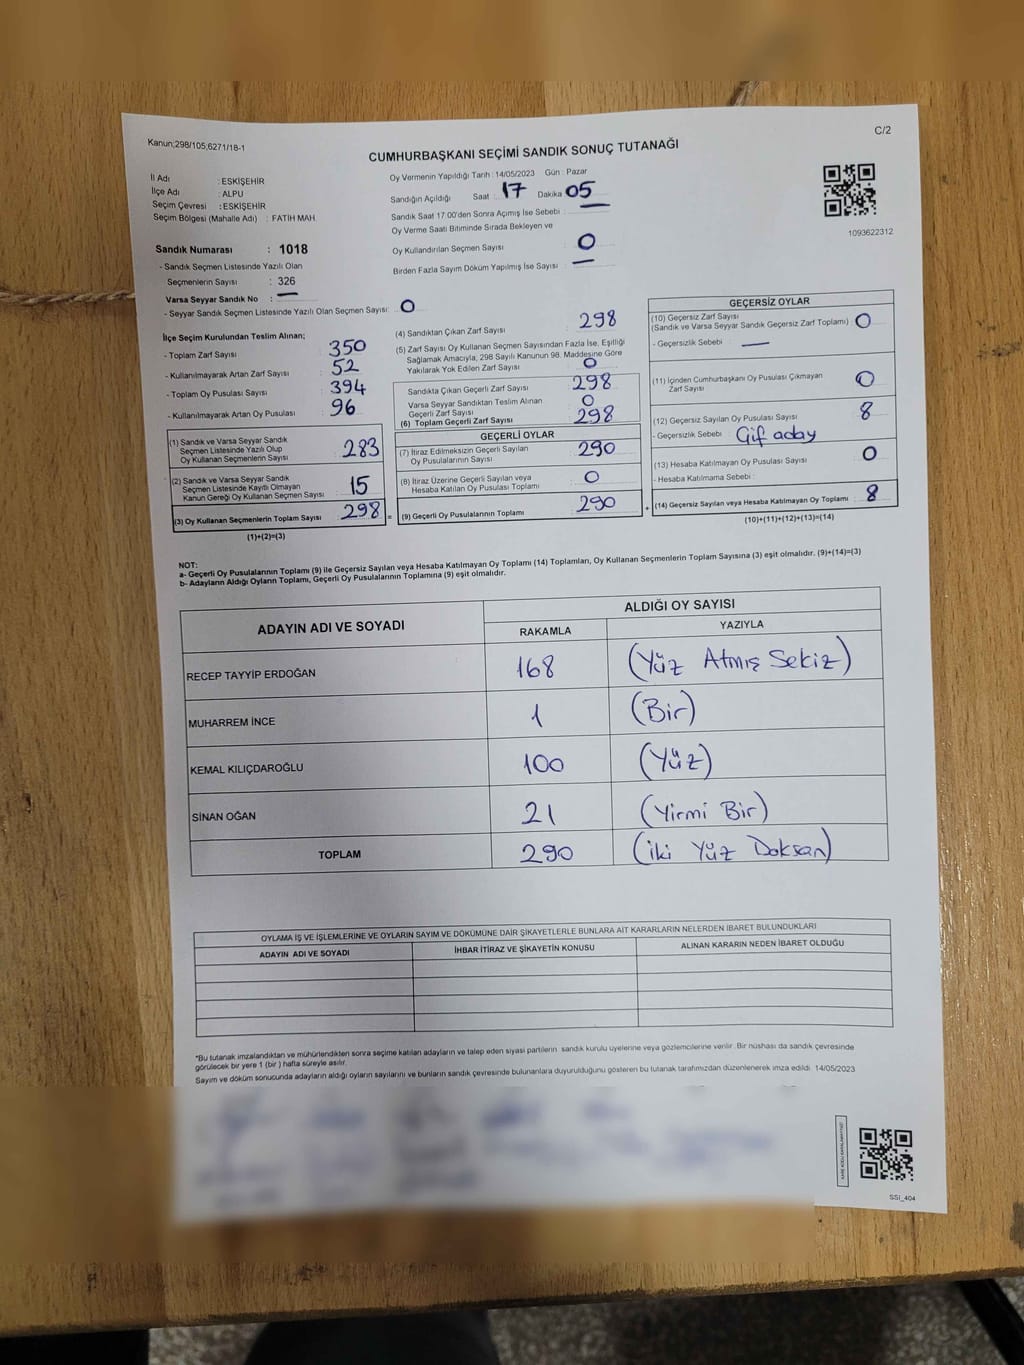 Kanun;298/105;6271/18-1
C/2
CUMHURBAŞKANI SEÇİMİ SANDIK SONUÇ TUTANAĞI
İl Adı : ESKİŞEHİR
İlçe Adı : ALPU
Seçim Çevresi : ESKİŞEHİR
Seçim Bölgesi (Mahalle Adı) : FATİH MAH.
Oy Vermenin Yapıldığı Tarih : 14/05/2023 Gün : Pazar
Sandığın Açıldığı Saat : 17 Dakika 05
Sandık Saat 17:00'den Sonra Açımış İse Sebebi :
Oy Verme Saati Bitiminde Sırada Bekleyen ve
Oy Kullandırılan Seçmen Sayısı 0
Birden Fazla Sayım Döküm Yapılmış İse Sayısı : —
1093622312
Sandık Numarası : 1018
- Sandık Seçmen Listesinde Yazılı Olan
Seçmenlerin Sayısı : 326
Varsa Seyyar Sandık No : —
- Seyyar Sandık Seçmen Listesinde Yazılı Olan Seçmen Sayısı: 0
İlçe Seçim Kurulundan Teslim Alınan;
- Toplam Zarf Sayısı 350
- Kullanılmayarak Artan Zarf Sayısı 52
- Toplam Oy Pusulası Sayısı 394
- Kullanılmayarak Artan Oy Pusulası 96
(1) Sandık ve Varsa Seyyar Sandık
Seçmen Listesinde Yazılı Olup
Oy Kullanan Seçmenlerin Sayısı 283
(2) Sandık ve Varsa Seyyar Sandık
Seçmen Listesinde Kayıtlı Olmayan
Kanun Gereği Oy Kullanan Seçmen Sayısı 15
(3) Oy Kullanan Seçmenlerin Toplam Sayısı 298 =
(1)+(2)=(3)
(4) Sandıktan Çıkan Zarf Sayısı 298
(5) Zarf Sayısı Oy Kullanan Seçmen Sayısından Fazla İse, Eşitliği
Sağlamak Amacıyla; 298 Sayılı Kanunun 98. Maddesine Göre
Yakılarak Yok Edilen Zarf Sayısı 0
Sandıkta Çıkan Geçerli Zarf Sayısı 298
Varsa Seyyar Sandıktan Teslim Alınan
Geçerli Zarf Sayısı 0
(6) Toplam Geçerli Zarf Sayısı 298
GEÇERLİ OYLAR
(7) İtiraz Edilmeksizin Geçerli Sayılan
Oy Pusulalarının Sayısı 290
(8) İtiraz Üzerine Geçerli Sayılan veya
Hesaba Katılan Oy Pusulası Toplamı 0
(9) Geçerli Oy Pusulalarının Toplamı 290 +
GEÇERSİZ OYLAR
(10) Geçersiz Zarf Sayısı
(Sandık ve Varsa Seyyar Sandık Geçersiz Zarf Toplamı) 0
- Geçersizlik Sebebi : —
(11) İçinden Cumhurbaşkanı Oy Pusulası Çıkmayan
Zarf Sayısı 0
(12) Geçersiz Sayılan Oy Pusulası Sayısı 8
- Geçersizlik Sebebi Çif aday
(13) Hesaba Katılmayan Oy Pusulası Sayısı 0
- Hesaba Katılmama Sebebi :
(14) Geçersiz Sayılan veya Hesaba Katılmayan Oy Toplamı 8
(10)+(11)+(12)+(13)=(14)
NOT:
a- Geçerli Oy Pusulalarının Toplamı (9) ile Geçersiz Sayılan veya Hesaba Katılmayan Oy Toplamı (14) Toplamları, Oy Kullanan Seçmenlerin Toplam Sayısına (3) eşit olmalıdır. (9)+(14)=(3)
b- Adayların Aldığı Oyların Toplamı, Geçerli Oy Pusulalarının Toplamına (9) eşit olmalıdır.
ADAYIN ADI VE SOYADI ALDIĞI OY SAYISI
RAKAMLA YAZIYLA
RECEP TAYYİP ERDOĞAN 168 (Yüz Atmış Sekiz)
MUHARREM İNCE 1 (Bir)
KEMAL KILIÇDAROĞLU 100 (Yüz)
SİNAN OĞAN 21 (Yirmi Bir)
TOPLAM 290 (İki Yüz Doksan)
OYLAMA İŞ VE İŞLEMLERİNE VE OYLARIN SAYIM VE DÖKÜMÜNE DAİR ŞİKAYETLERLE BUNLARA AİT KARARLARIN NELERDEN İBARET BULUNDUKLARI
ADAYIN ADI VE SOYADI İHBAR İTİRAZ VE ŞİKAYETİN KONUSU ALINAN KARARIN NEDEN İBARET OLDUĞU
*Bu tutanak imzalandıktan ve mühürlendikten sonra seçime katılan adayların ve talep eden siyasi partilerin sandık kurulu üyelerine veya gözlemcilerine verilir. Bir nüshası da sandık çevresinde
görülecek bir yere 1 (bir ) hafta süreyle asılır.
Sayım ve döküm sonucunda adayların aldığı oyların sayılarını ve bunların sandık çevresinde bulunanlara duyurulduğunu gösteren bu tutanak tarafımızdan düzenlenerek imza edildi. 14/05/2023
SSI_404